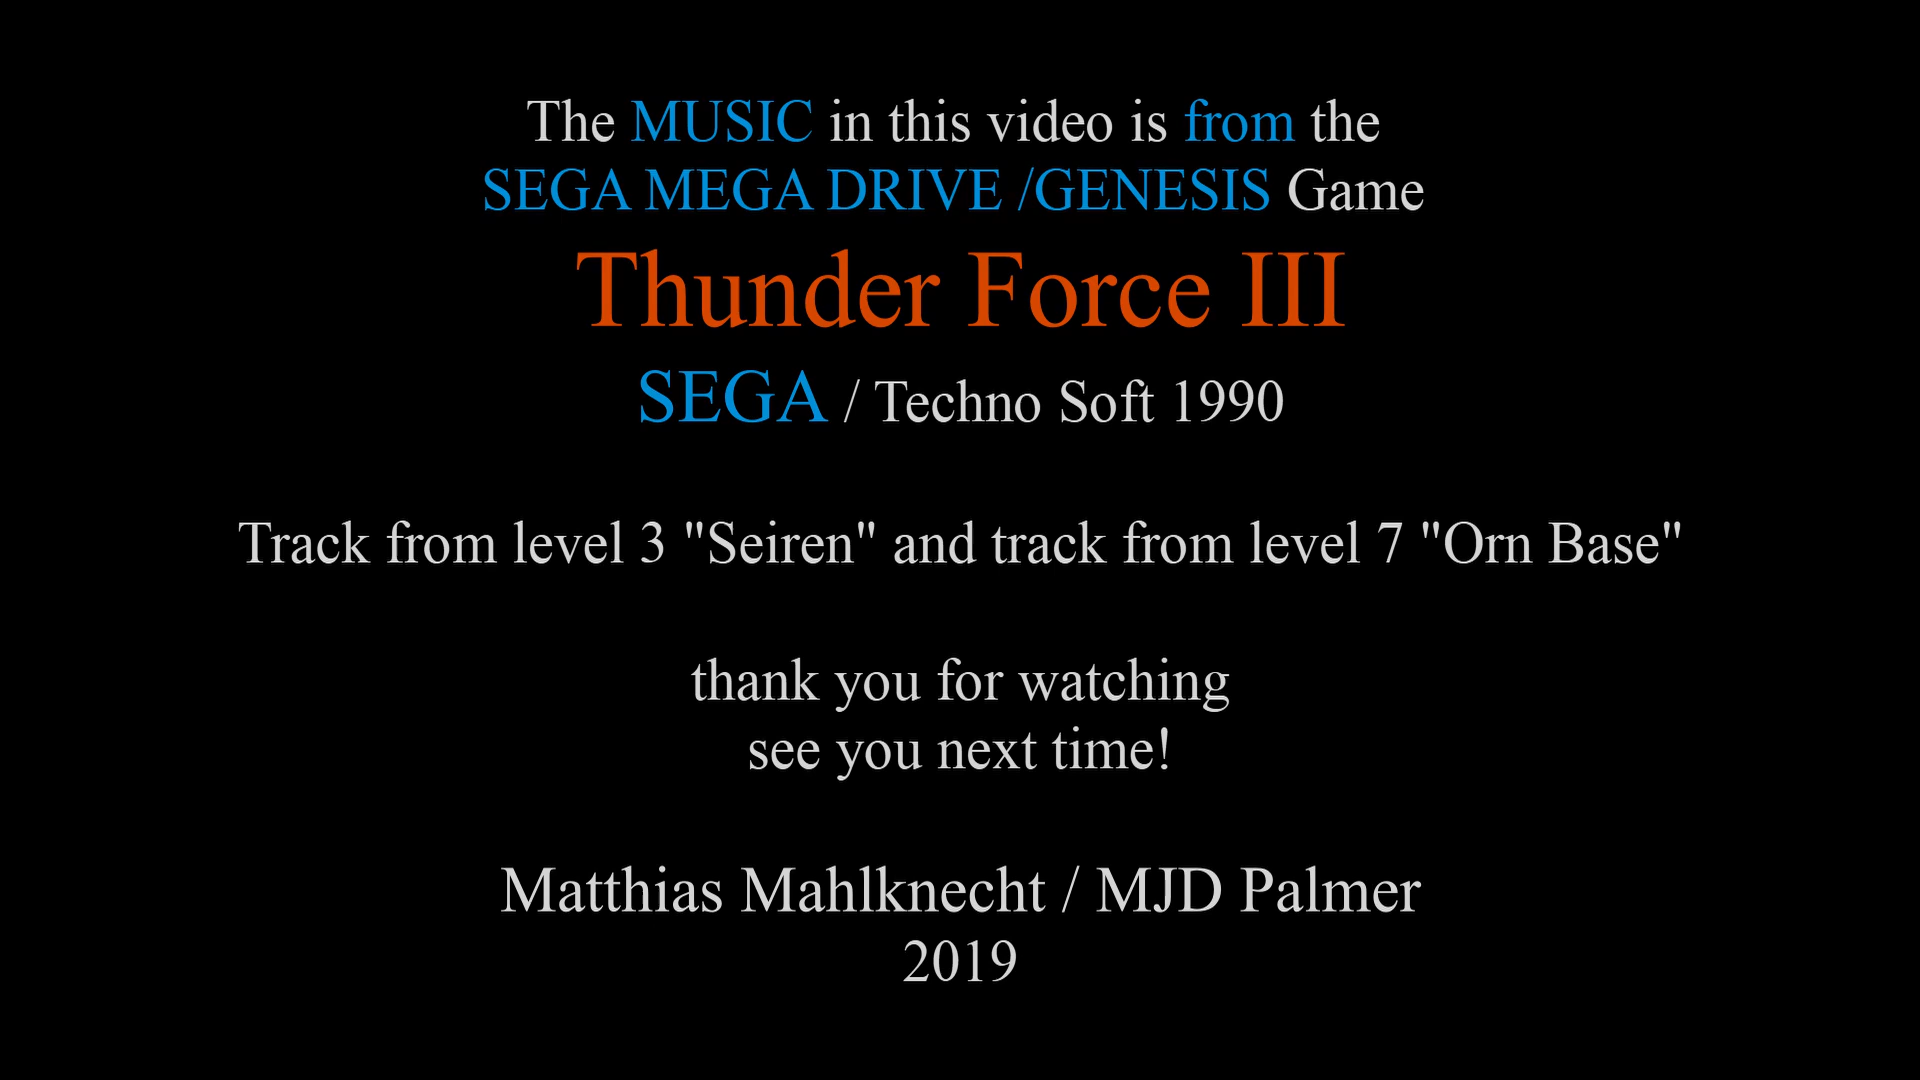 The MUSIC in this video is from the
SEGA MEGA DRIVE /GENESIS Game
Thunder Force III
SEGA / Techno Soft 1990
Track from level 3 "Seiren" and track from level 7 "Orn Base"
thank you for watching
see you next time!
Matthias Mahlknecht / MJD Palmer
2019